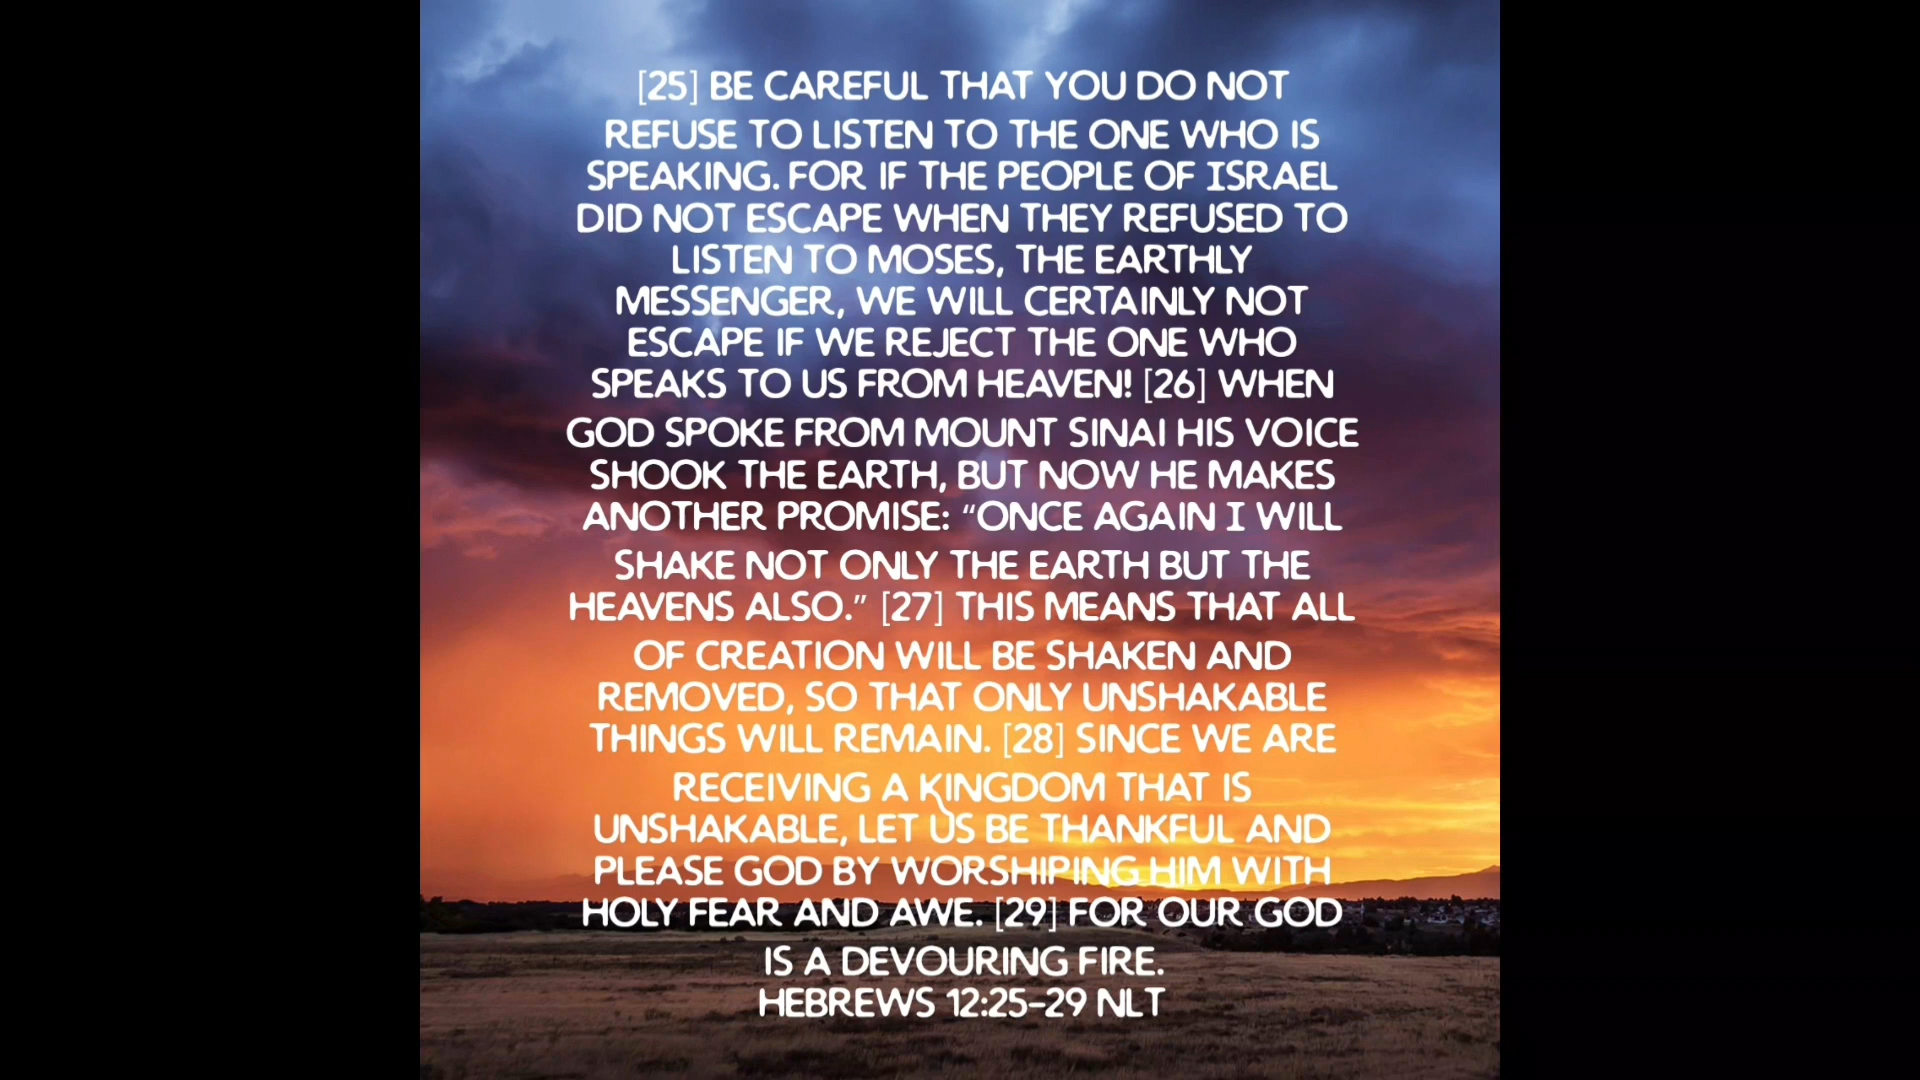 [25] BE CAREFUL THAT YOU DO NOT
REFUSE TO LISTEN TO THE ONE WHO IS
SPEAKING. FOR IF THE PEOPLE OF ISRAEL
DID NOT ESCAPE WHEN THEY REFUSED TO
LISTEN TO MOSES, THE EARTHLY
MESSENGER, WE WILL CERTAINLY NOT
ESCAPE IF WE REJECT THE ONE WHO
SPEAKS TO US FROM HEAVEN! [26] WHEN
GOD SPOKE FROM MOUNT SINAI HIS VOICE
SHOOK THE EARTH, BUT NOW HE MAKES
ANOTHER PROMISE: “ONCE AGAIN I WILL
SHAKE NOT ONLY THE EARTH BUT THE
HEAVENS ALSO.” [27] THIS MEANS THAT ALL
OF CREATION WILL BE SHAKEN AND
REMOVED, SO THAT ONLY UNSHAKABLE
THINGS WILL REMAIN. [28] SINCE WE ARE
RECEIVING A KINGDOM THAT IS
UNSHAKABLE, LET US BE THANKFUL AND
PLEASE GOD BY WORSHIPING HIM WITH
HOLY FEAR AND AWE. [29] FOR OUR GOD
IS A DEVOURING FIRE.
HEBREWS 12:25-29 NLT